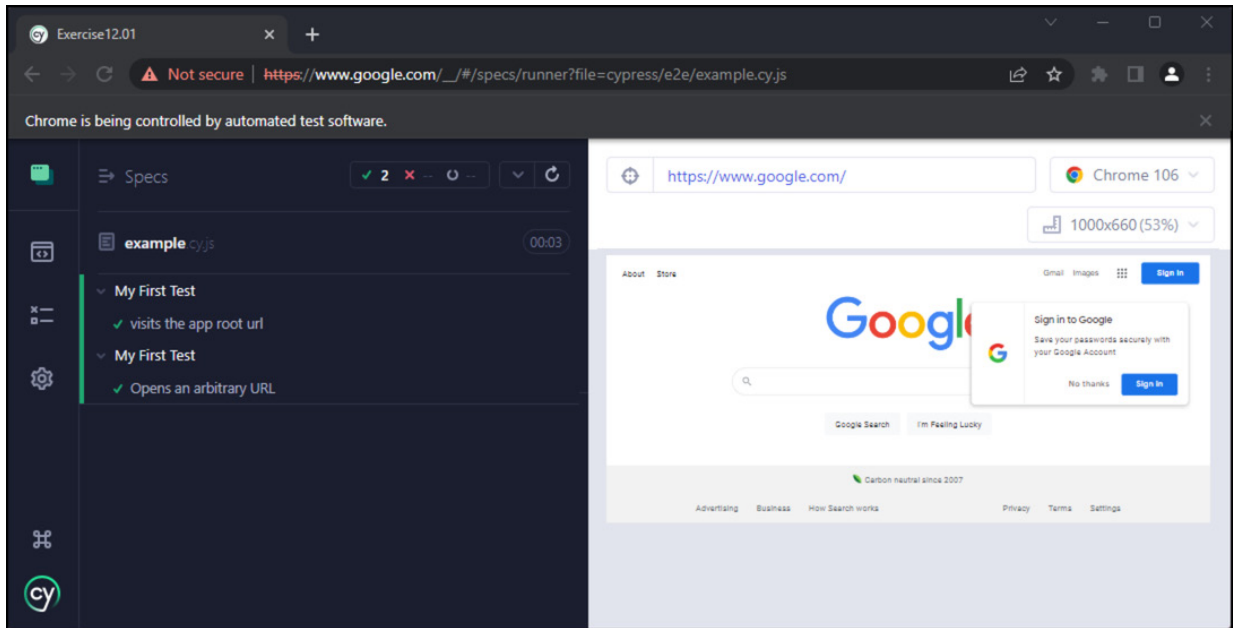 Exercise12.01
Not secure https://www.google.com/__/#/specs/runner?file=cypress/e2e/example.cy.js
Chrome is being controlled by automated test software.
Specs
2 -- --
example.cy.js 00:03
My First Test
visits the app root url
My First Test
Opens an arbitrary URL
cy
https://www.google.com/
Chrome 106
1000x660 (53%)
About Store
Gmail Images Sign in
Google
Sign in to Google
Save your passwords securely with
your Google Account
No thanks Sign in
Google Search I'm Feeling Lucky
Carbon neutral since 2007
Advertising Business How Search works Privacy Terms Settings